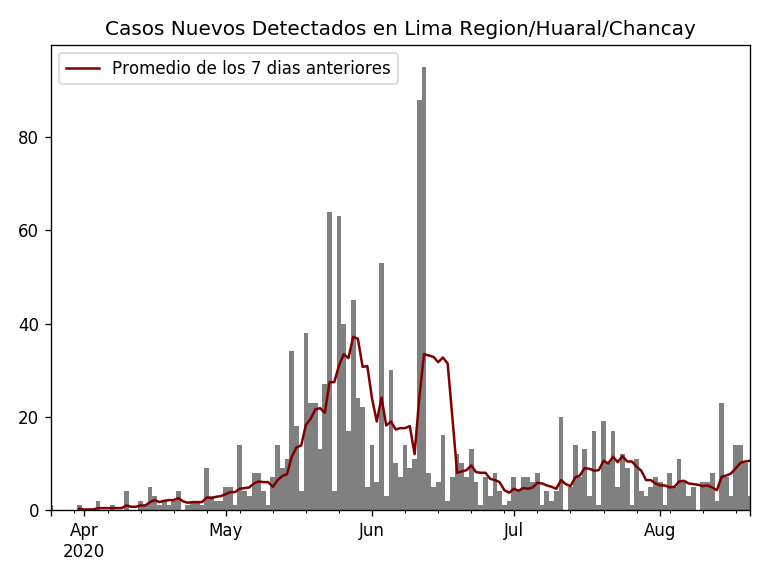 Casos Nuevos Detectados en Lima Region/Huaral/Chancay
Promedio de los 7 dias anteriores
80
60
40
20
0
Apr May Jun Jul Aug
2020